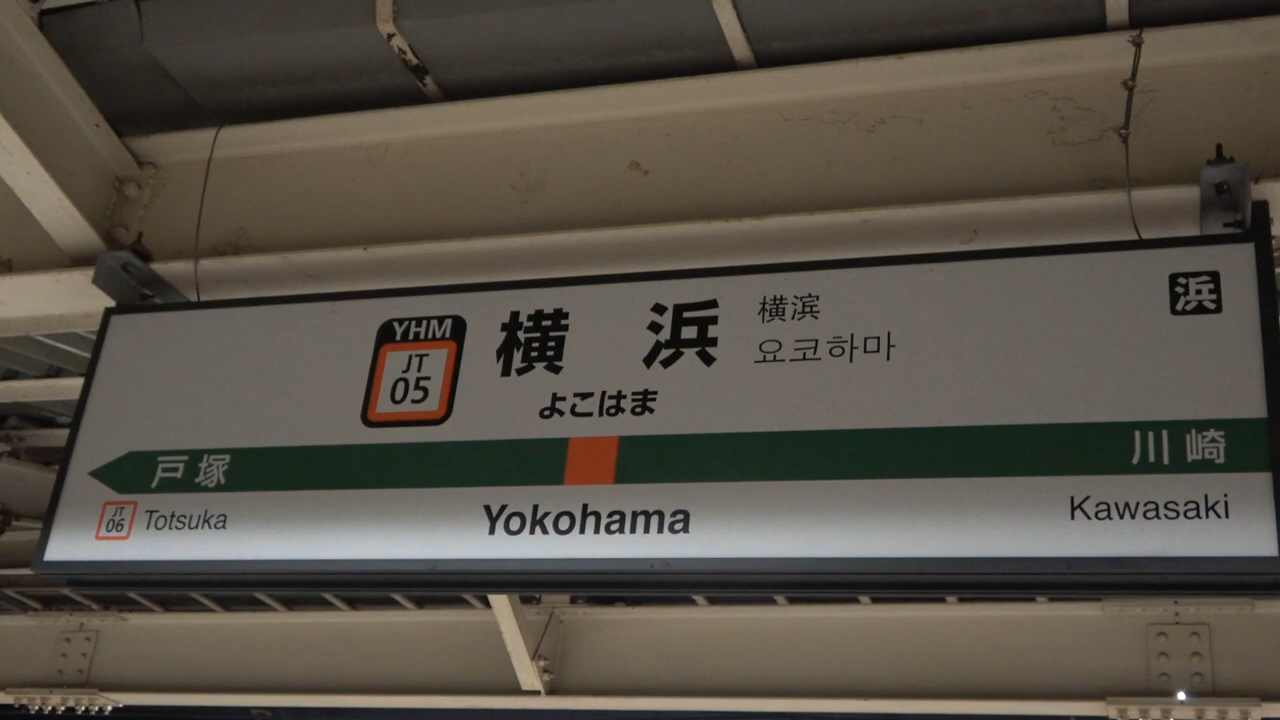 YHM
JT
05
横浜
横滨
요코하마
よこはま
浜
戸塚
川崎
JT
06
Totsuka
Yokohama
Kawasaki